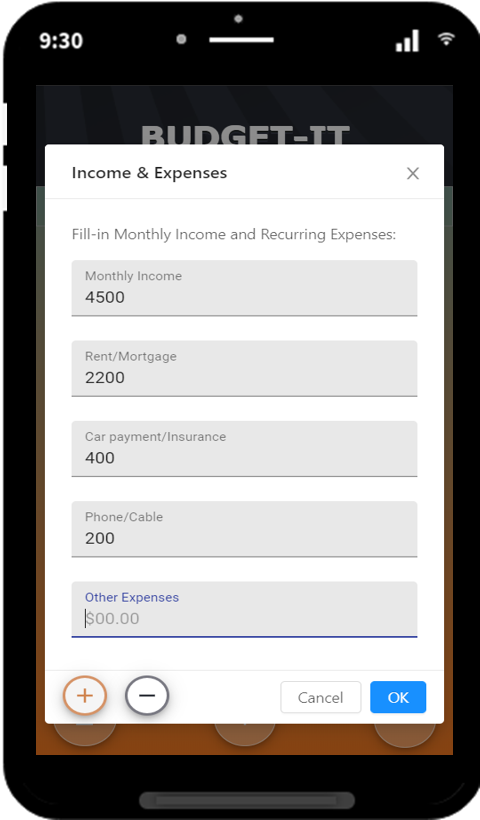 9:30
BUDGET-IT
Income & Expenses
Fill-in Monthly Income and Recurring Expenses:
Monthly Income
4500
Rent/Mortgage
2200
Car payment/Insurance
400
Phone/Cable
200
Other Expenses
$00.00
Cancel
OK